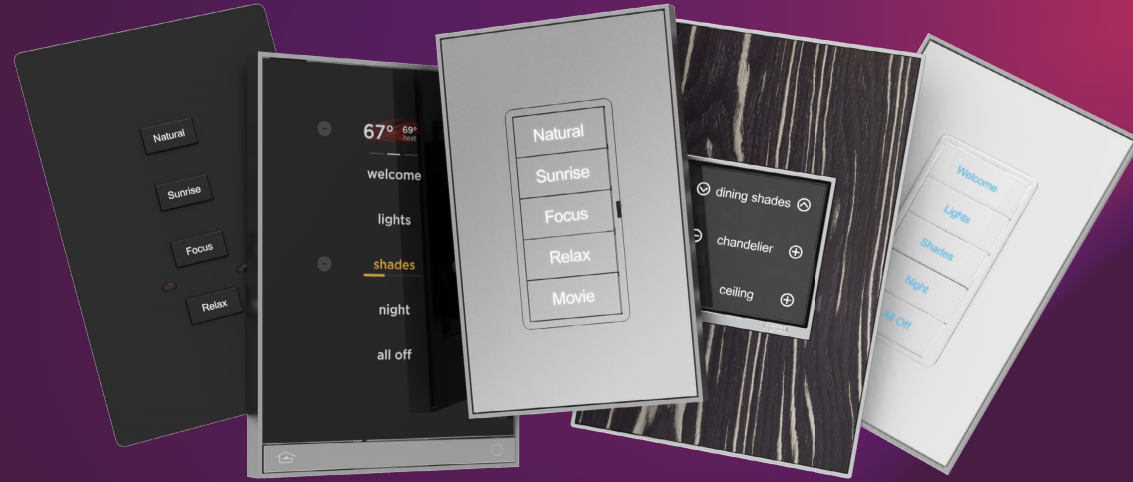 Natural
Sunrise
Focus
Relax
67° 69°
heat
welcome
lights
shades
night
all off
Natural
Sunrise
Focus
Relax
Movie
dining shades
chandelier
ceiling
Welcome
Lights
Shades
Night
All Off